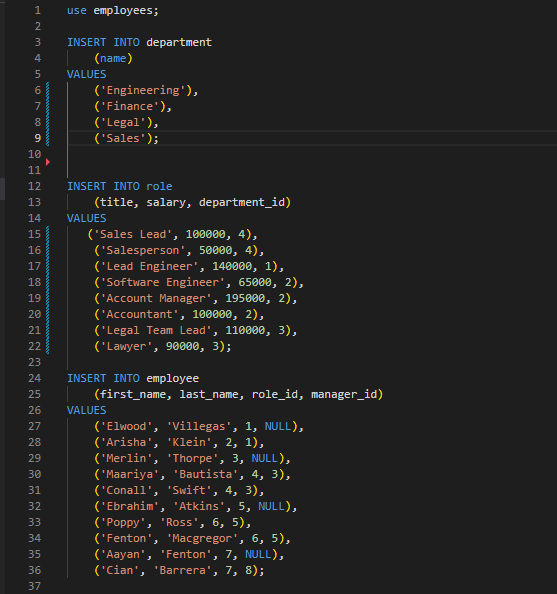 1 use employees;
2
3 INSERT INTO department
4 (name)
5 VALUES
6 ('Engineering'),
7 ('Finance'),
8 ('Legal'),
9 ('Sales');
10
11
12 INSERT INTO role
13 (title, salary, department_id)
14 VALUES
15 ('Sales Lead', 100000, 4),
16 ('Salesperson', 50000, 4),
17 ('Lead Engineer', 140000, 1),
18 ('Software Engineer', 65000, 2),
19 ('Account Manager', 195000, 2),
20 ('Accountant', 100000, 2),
21 ('Legal Team Lead', 110000, 3),
22 ('Lawyer', 90000, 3);
23
24 INSERT INTO employee
25 (first_name, last_name, role_id, manager_id)
26 VALUES
27 ('Elwood', 'Villegas', 1, NULL),
28 ('Arisha', 'Klein', 2, 1),
29 ('Merlin', 'Thorpe', 3, NULL),
30 ('Maariya', 'Bautista', 4, 3),
31 ('Conall', 'Swift', 4, 3),
32 ('Ebrahim', 'Atkins', 5, NULL),
33 ('Poppy', 'Ross', 6, 5),
34 ('Fenton', 'Macgregor', 6, 5),
35 ('Aayan', 'Fenton', 7, NULL),
36 ('Cian', 'Barrera', 7, 8);
37